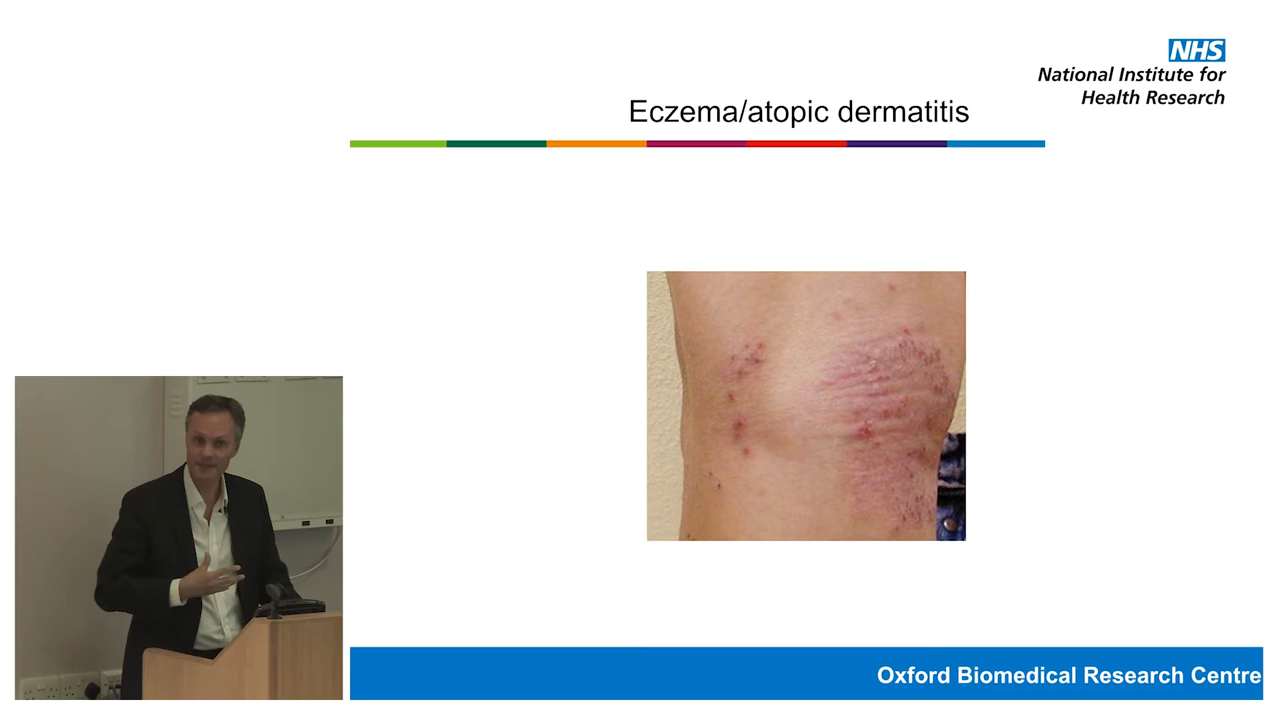 NHS
National Institute for
Health Research
Eczema/atopic dermatitis
Oxford Biomedical Research Centre